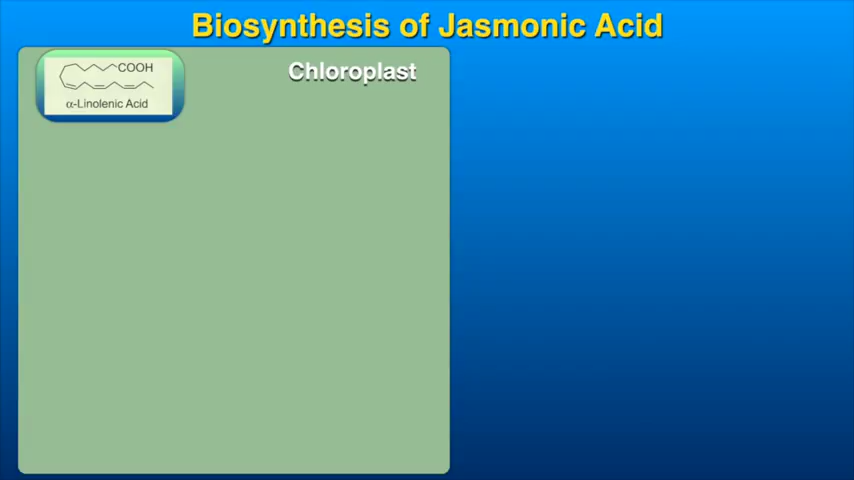 Biosynthesis of Jasmonic Acid
COOH
Chloroplast
α-Linolenic Acid